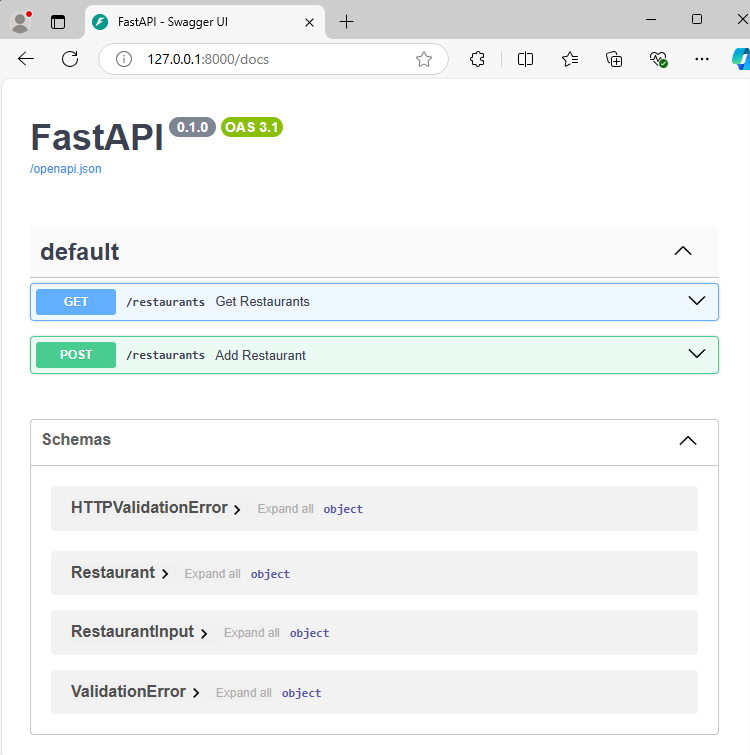 FastAPI - Swagger UI
127.0.0.1:8000/docs
FastAPI 0.1.0 OAS 3.1
/openapi.json
default
GET /restaurants Get Restaurants
POST /restaurants Add Restaurant
Schemas
HTTPValidationError Expand all object
Restaurant Expand all object
RestaurantInput Expand all object
ValidationError Expand all object